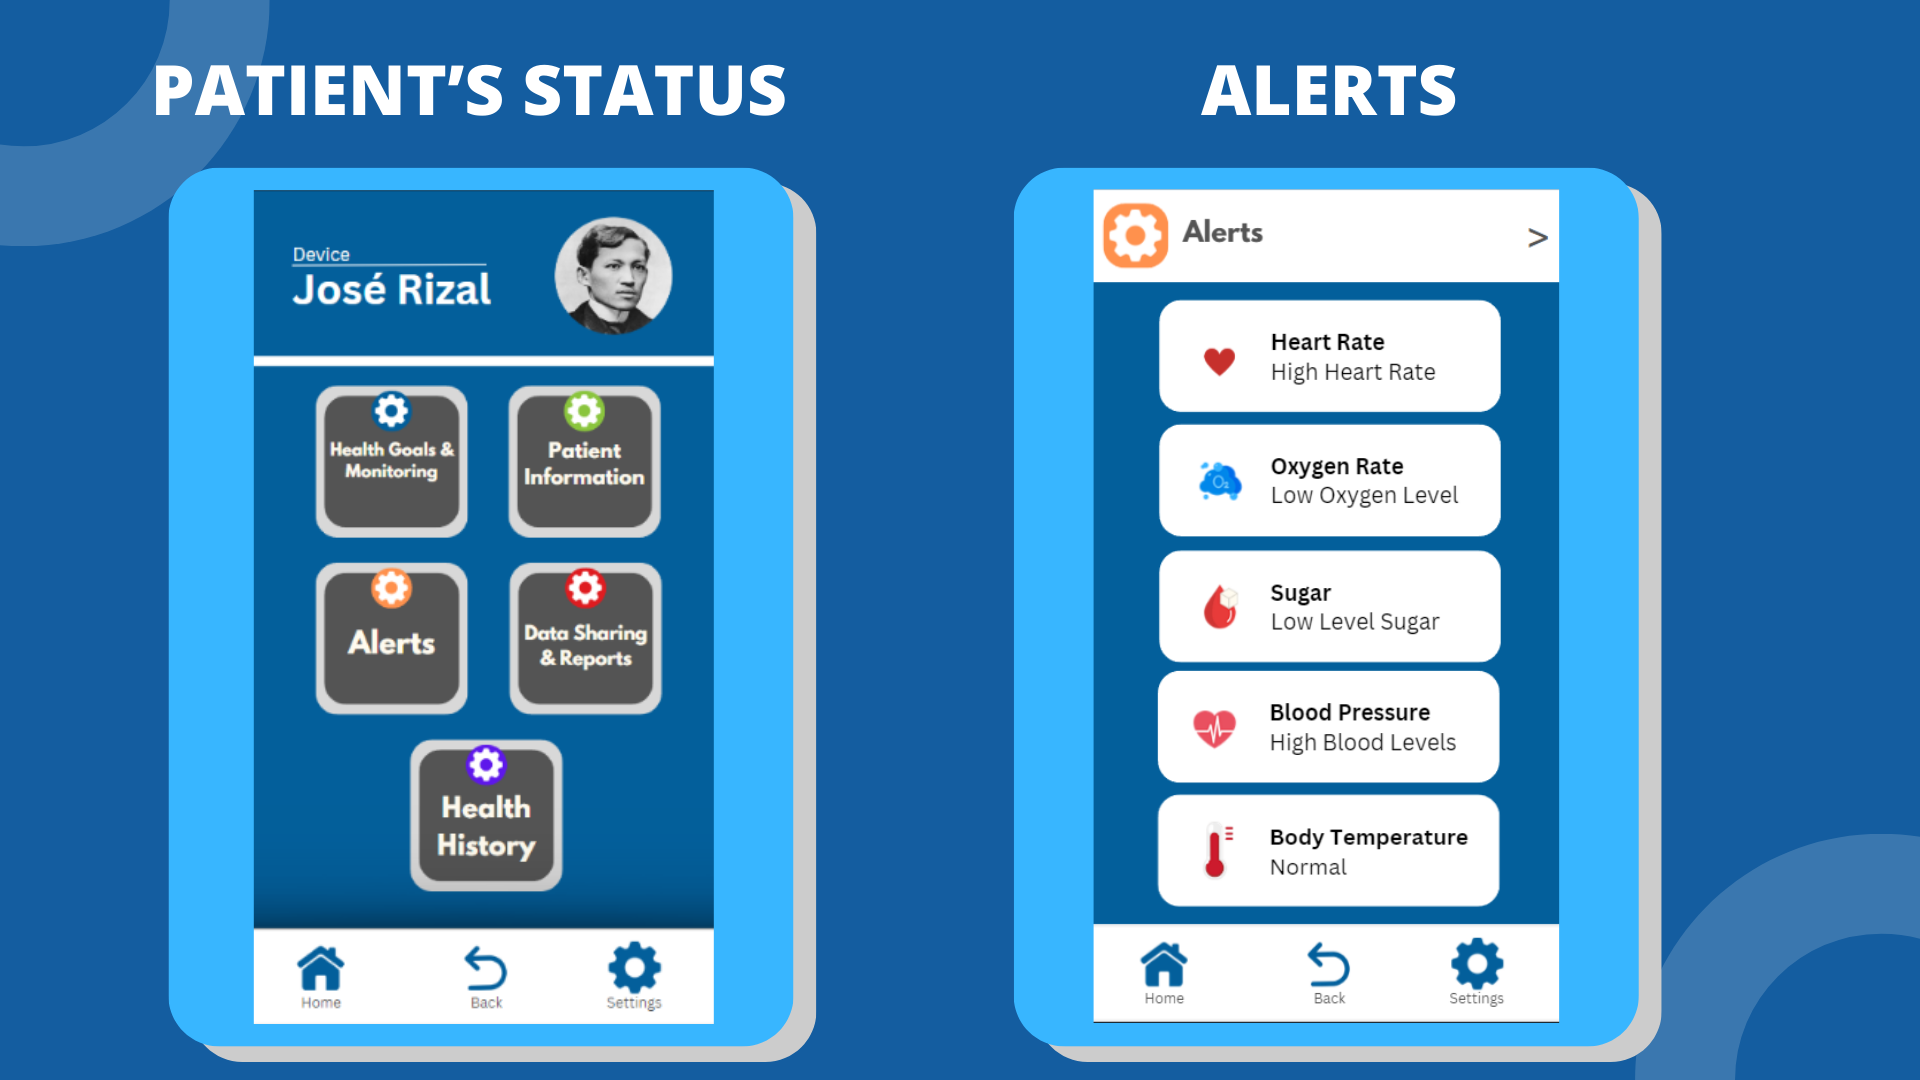 PATIENT’S STATUS
Device
José Rizal
Health Goals &
Monitoring
Patient
Information
Alerts
Data Sharing
& Reports
Health
History
Home
Back
Settings
ALERTS
Alerts
>
Heart Rate
High Heart Rate
O₂
Oxygen Rate
Low Oxygen Level
Sugar
Low Level Sugar
Blood Pressure
High Blood Levels
Body Temperature
Normal
Home
Back
Settings